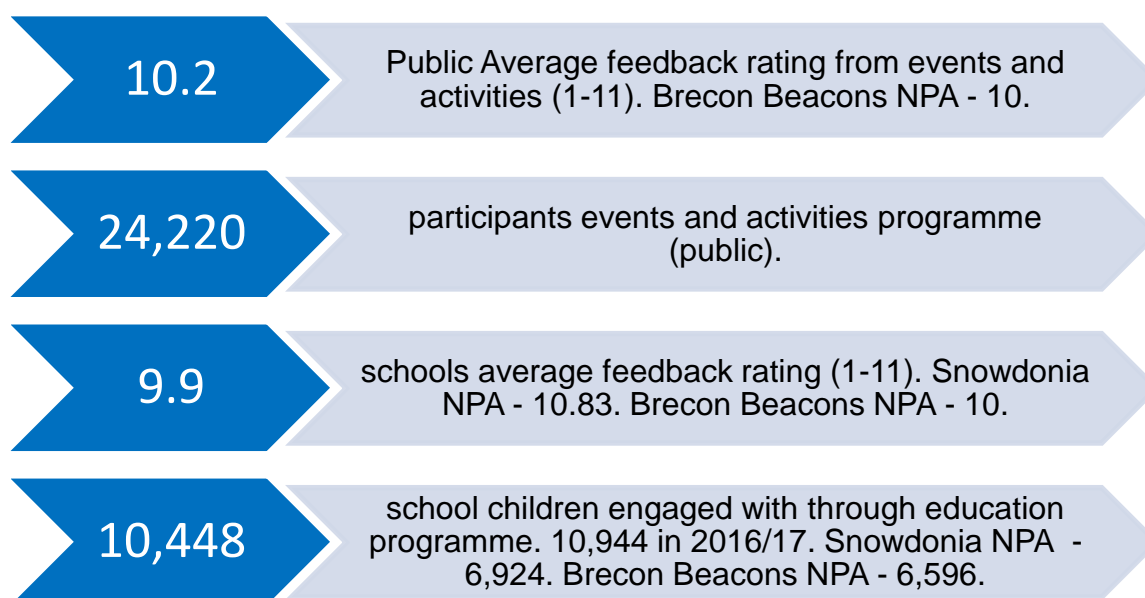 10.2
Public Average feedback rating from events and
activities (1-11). Brecon Beacons NPA - 10.
24,220
participants events and activities programme
(public).
9.9
schools average feedback rating (1-11). Snowdonia
NPA - 10.83. Brecon Beacons NPA - 10.
10,448
school children engaged with through education
programme. 10,944 in 2016/17. Snowdonia NPA  -
6,924. Brecon Beacons NPA - 6,596.